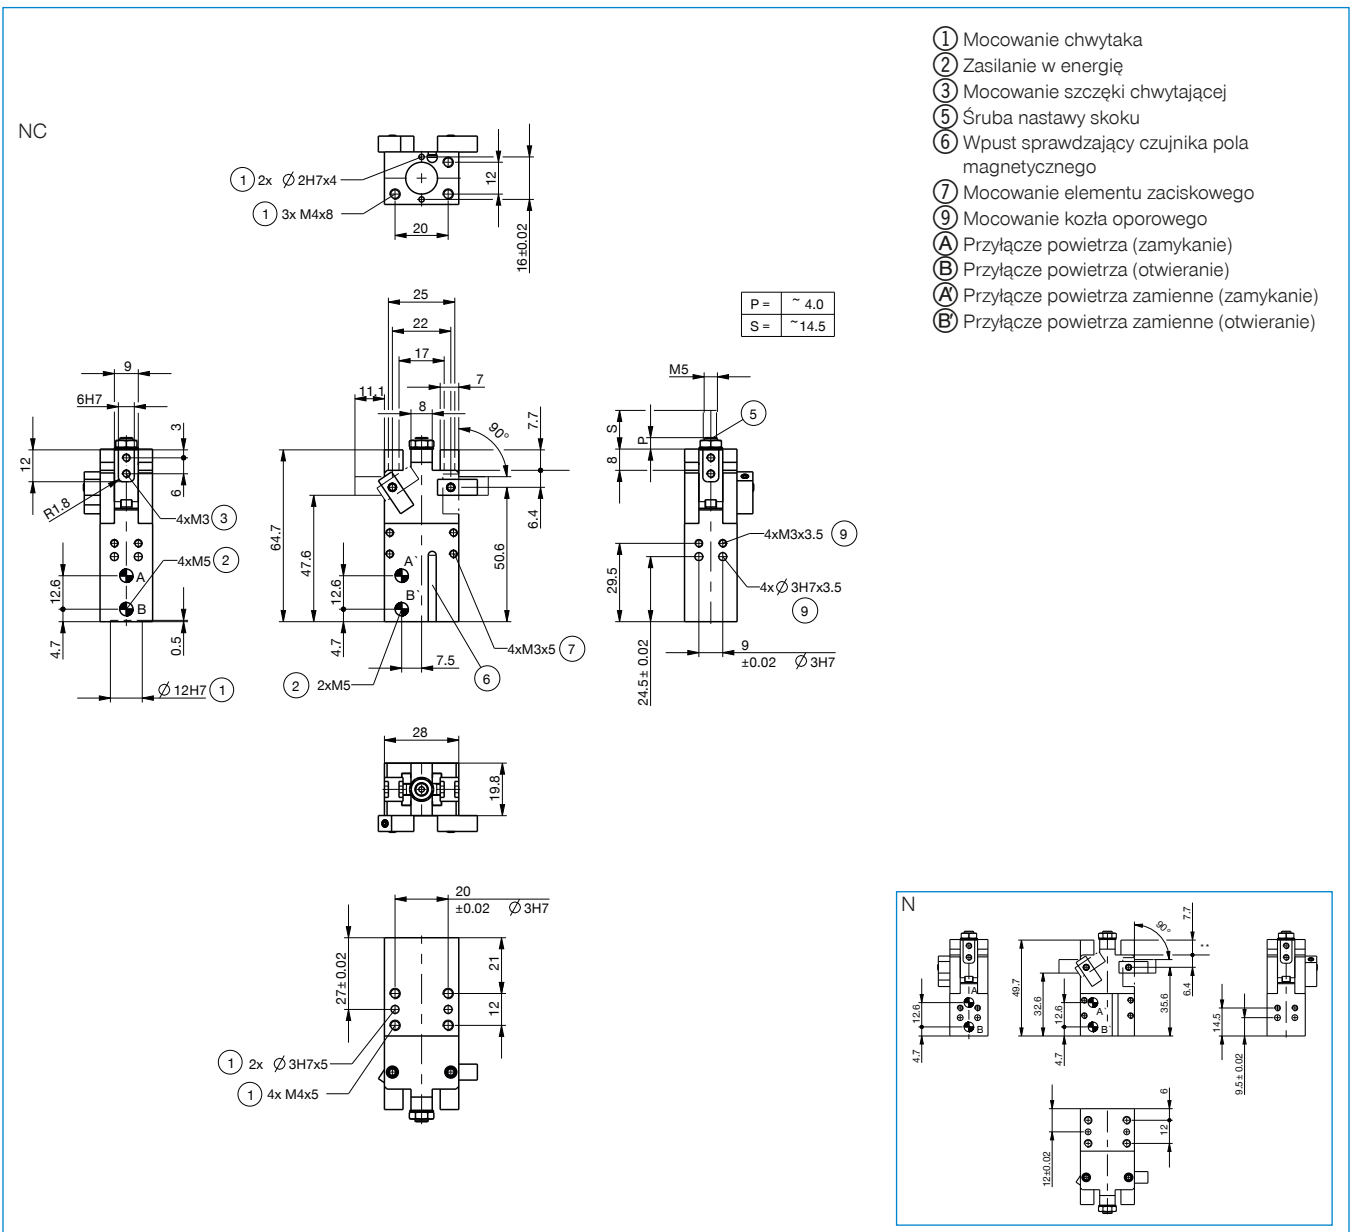 NC
① 2x Ø 2H7x4
① 3x M4x8
20
12
16±0.02
① Mocowanie chwytaka
② Zasilanie w energię
③ Mocowanie szczęki chwytającej
⑤ Śruba nastawy skoku
⑥ Wpust sprawdzający czujnika pola
magnetycznego
⑦ Mocowanie elementu zaciskowego
⑨ Mocowanie kozła oporowego
Ⓐ Przyłącze powietrza (zamykanie)
Ⓑ Przyłącze powietrza (otwieranie)
A' Przyłącze powietrza zamienne (zamykanie)
B' Przyłącze powietrza zamienne (otwieranie)
P = ~ 4.0
S = ~14.5
9
6H7
12
3
6
R1.8
4xM3 ③
4xM5 ②
A
B
12.6
4.7
0.5
Ø 12H7 ①
25
22
17
7
11.1
8
90°
7.7
6.4
64.7
47.6
50.6
A`
B`
12.6
4.7
7.5
② 2xM5
⑥
4xM3x5 ⑦
M5
⑤
S
P
8
4xM3x3.5 ⑨
4x Ø 3H7x3.5
⑨
29.5
24.5± 0.02
9
±0.02 Ø 3H7
28
19.8
20
±0.02 Ø 3H7
27± 0.02
21
12
① 2x Ø 3H7x5
① 4x M4x5
N
A
B
12.6
4.7
49.7
32.6
12.6
4.7
A`
B`
90°
7.7
**
6.4
35.6
14.5
9.5± 0.02
12±0.02
6
12